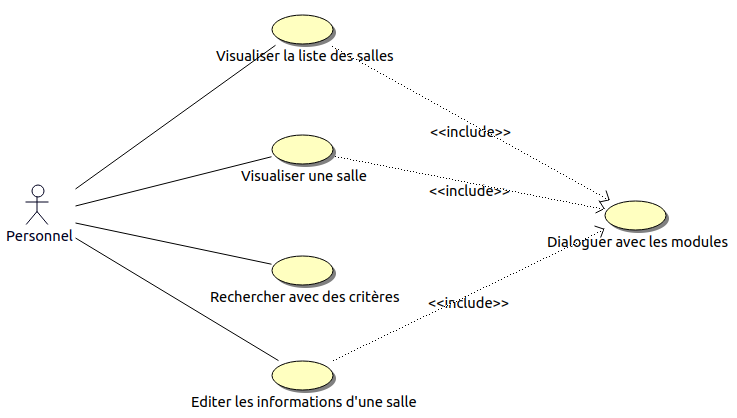 Visualiser la liste des salles
<<include>>
Visualiser une salle
<<include>>
Personnel
Dialoguer avec les modules
Rechercher avec des critères
<<include>>
Editer les informations d'une salle